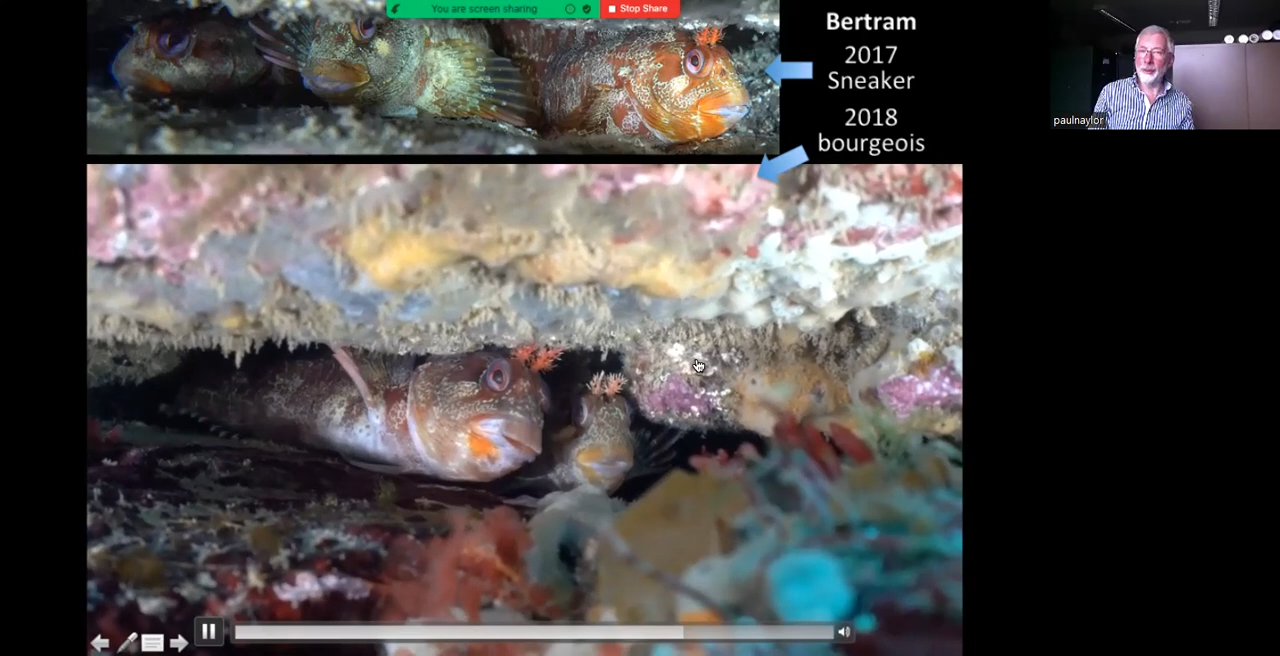 You are screen sharing
Stop Share
Bertram
2017
Sneaker
2018
bourgeois
paulnaylor